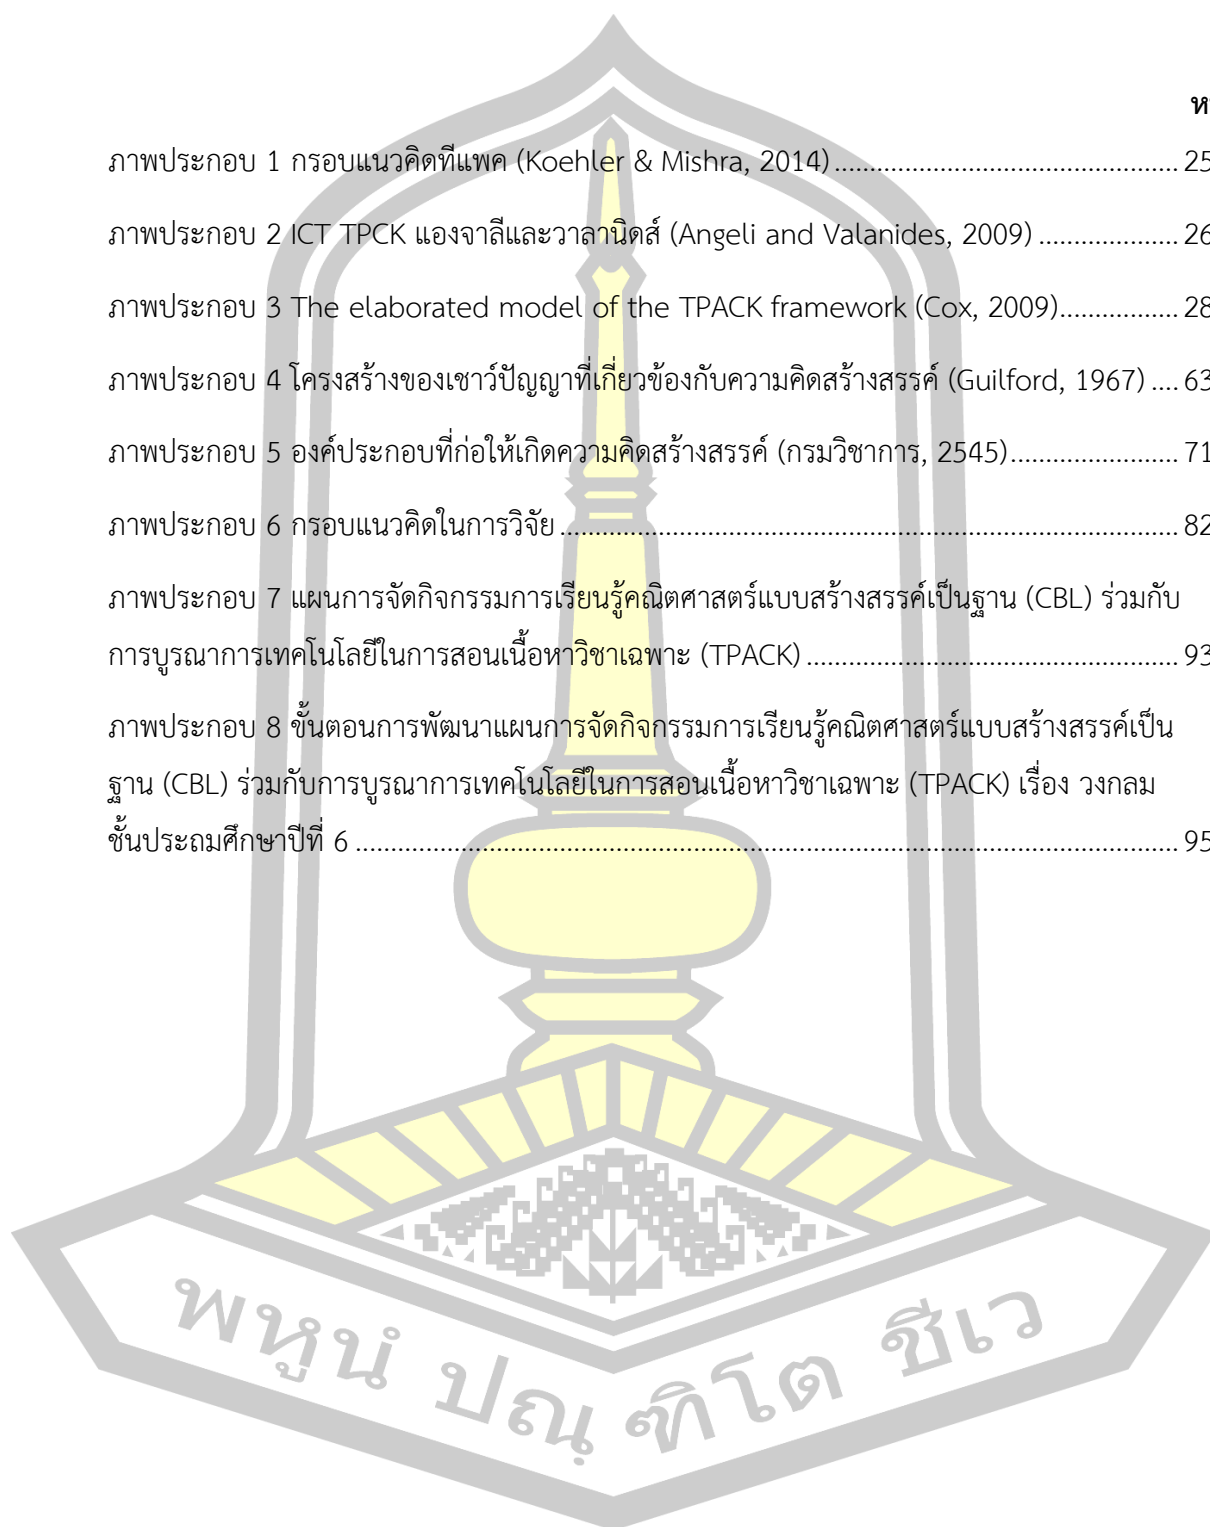 ห
ภาพประกอบ 1 กรอบแนวคิดทีแพค (Koehler & Mishra, 2014) ................................................ 25
ภาพประกอบ 2 ICT TPCK แองจาลีและวาลานิดส์ (Angeli and Valanides, 2009) .................... 26
ภาพประกอบ 3 The elaborated model of the TPACK framework (Cox, 2009)................. 28
ภาพประกอบ 4 โครงสร้างของเชาว์ปัญญาที่เกี่ยวข้องกับความคิดสร้างสรรค์ (Guilford, 1967) .... 63
ภาพประกอบ 5 องค์ประกอบที่ก่อให้เกิดความคิดสร้างสรรค์ (กรมวิชาการ, 2545)........................ 71
ภาพประกอบ 6 กรอบแนวคิดในการวิจัย ....................................................................................... 82
ภาพประกอบ 7 แผนการจัดกิจกรรมการเรียนรู้คณิตศาสตร์แบบสร้างสรรค์เป็นฐาน (CBL) ร่วมกับ
การบูรณาการเทคโนโลยีในการสอนเนื้อหาวิชาเฉพาะ (TPACK) ..................................................... 93
ภาพประกอบ 8 ขั้นตอนการพัฒนาแผนการจัดกิจกรรมการเรียนรู้คณิตศาสตร์แบบสร้างสรรค์เป็น
ฐาน (CBL) ร่วมกับการบูรณาการเทคโนโลยีในการสอนเนื้อหาวิชาเฉพาะ (TPACK) เรื่อง วงกลม
ชั้นประถมศึกษาปีที่ 6 .................................................................................................................... 95
พหูนํ ปณฺฑิโต ชีเว